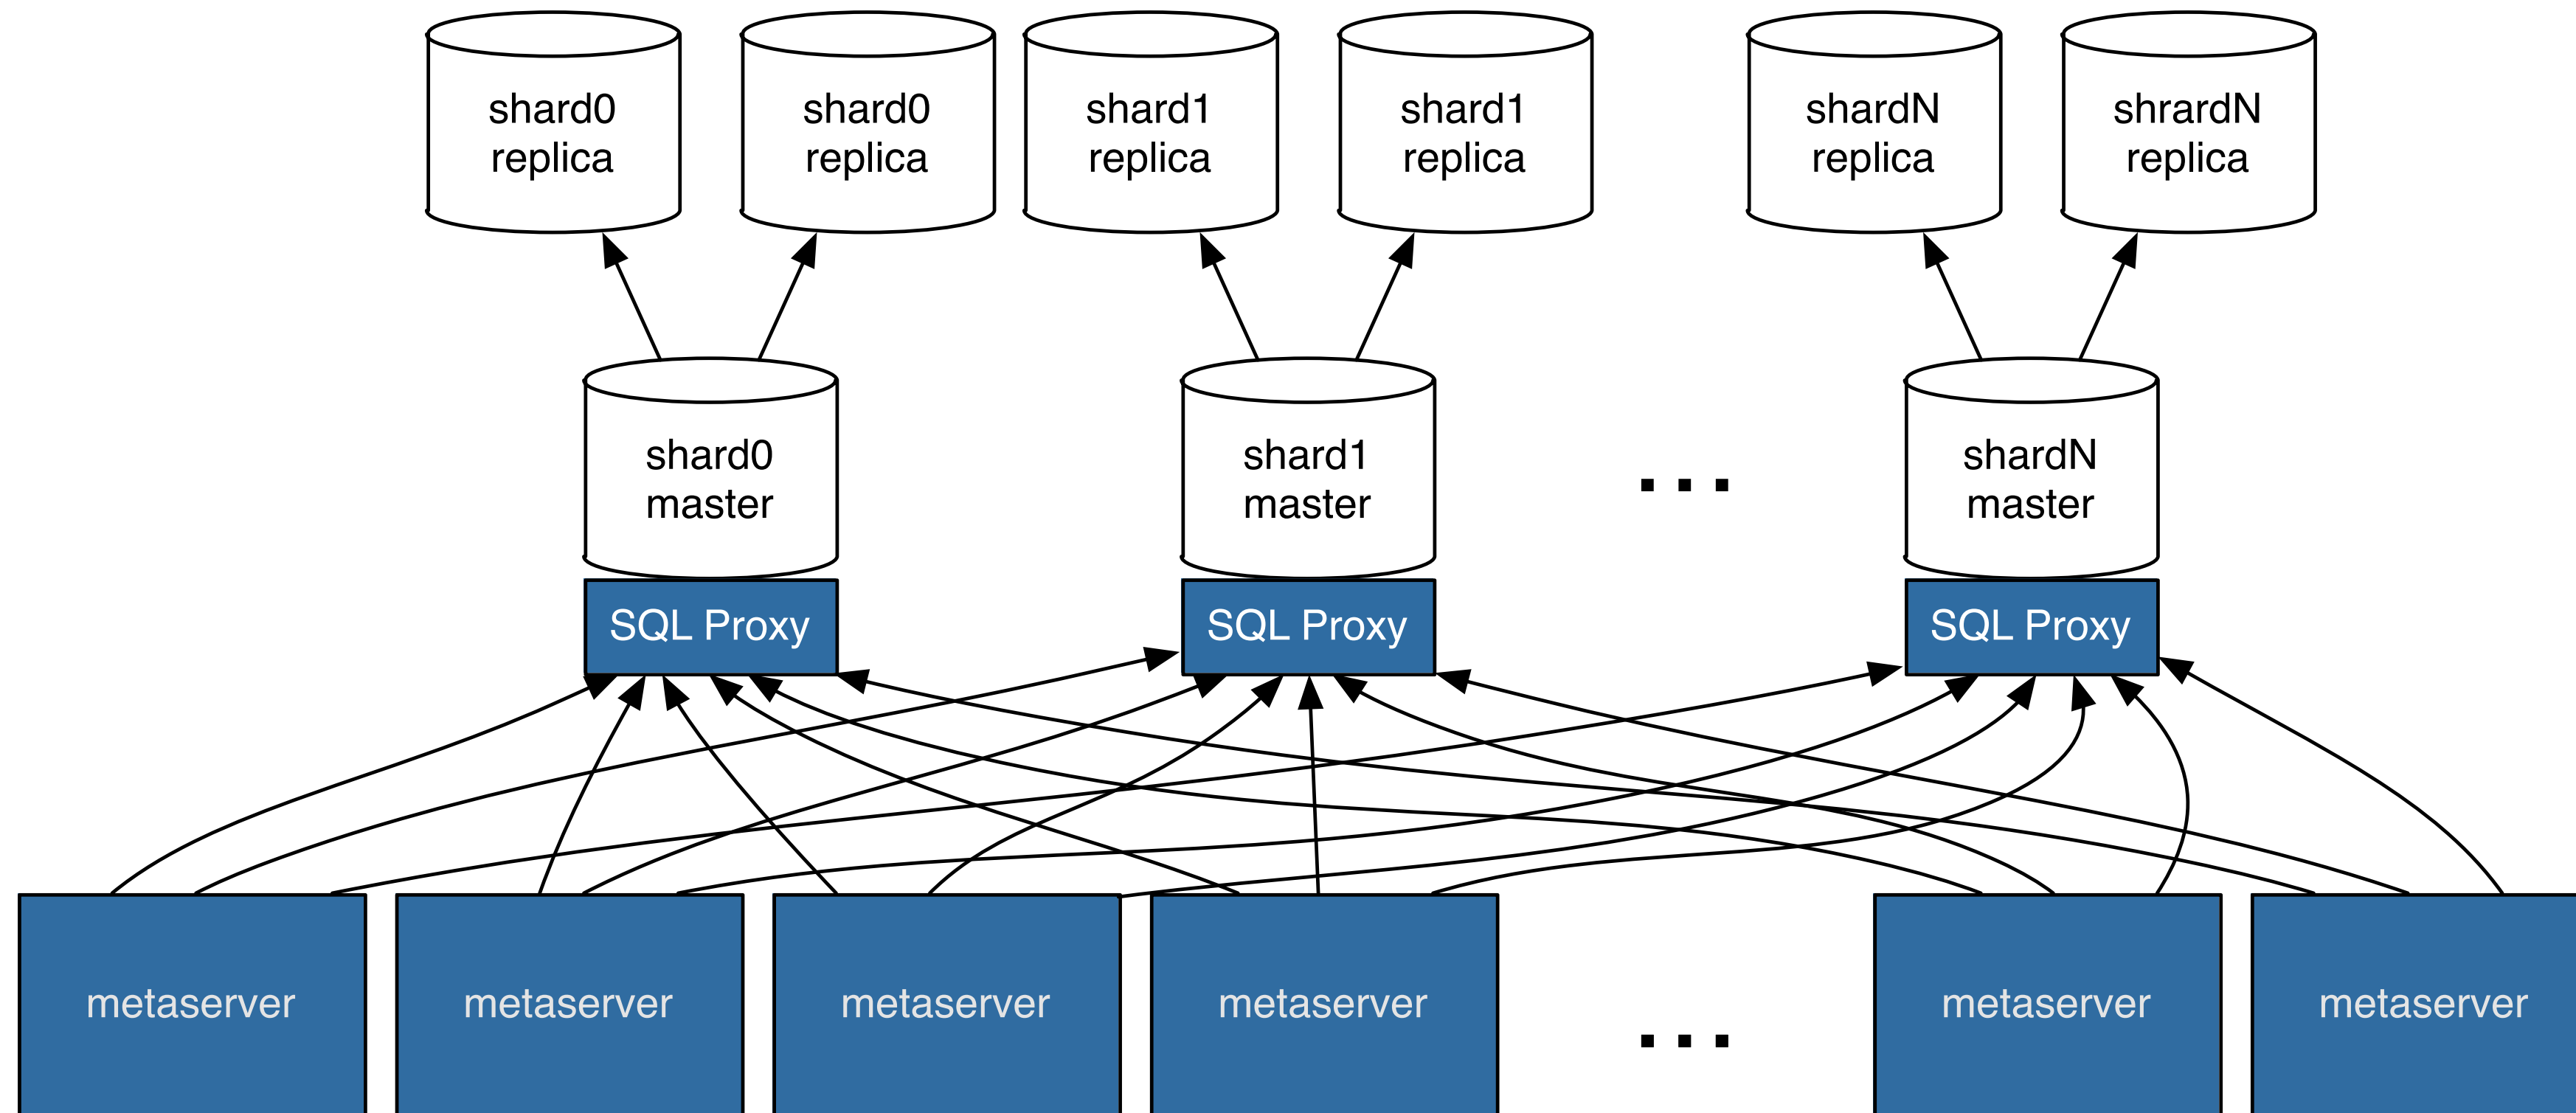 shard0
replica
shard0
replica
shard1
replica
shard1
replica
shardN
replica
shrardN
replica
shard0
master
shard1
master
...
shardN
master
SQL Proxy
SQL Proxy
SQL Proxy
metaserver
metaserver
metaserver
metaserver
...
metaserver
metaserver